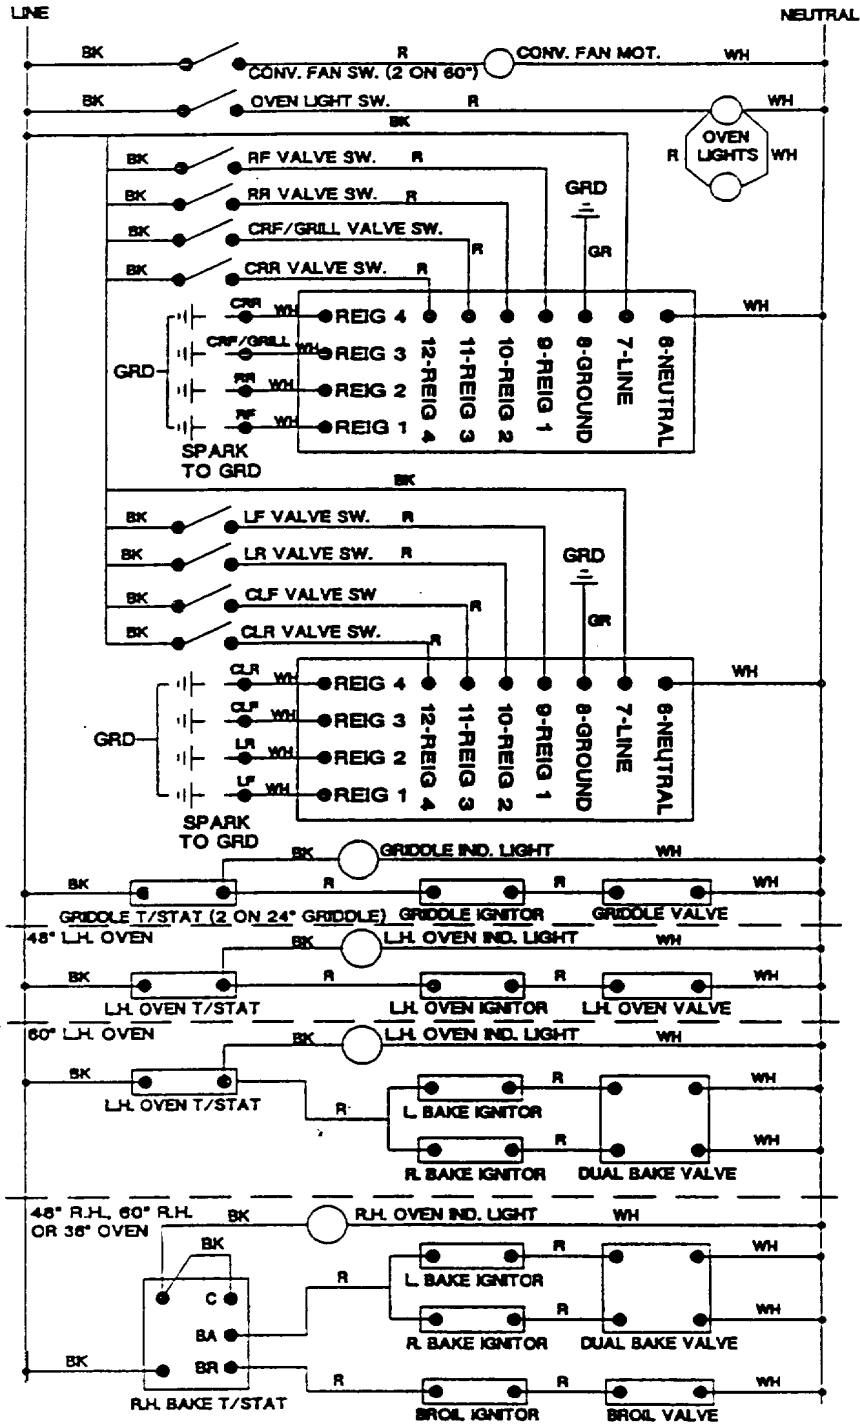 LINE
NEUTRAL
BK
R
CONV. FAN MOT.
WH
CONV. FAN SW. (2 ON 60")
BK
OVEN LIGHT SW.
R
WH
BK
OVEN
LIGHTS
R
WH
BK
RF VALVE SW.
R
BK
RR VALVE SW.
R
GRD
BK
CRF/GRILL VALVE SW.
R
GR
BK
CRR VALVE SW.
R
CRR
WH
REIG 4
WH
CRF/GRILL
WH
REIG 3
GRD
RR
WH
REIG 2
RF
WH
REIG 1
12-REIG 4
11-REIG 3
10-REIG 2
9-REIG 1
8-GROUND
7-LINE
6-NEUTRAL
SPARK
TO GRD
BK
BK
LF VALVE SW.
R
BK
LR VALVE SW.
R
GRD
BK
CLF VALVE SW
R
GR
BK
CLR VALVE SW.
R
CLR
WH
REIG 4
WH
CLF
WH
REIG 3
GRD
LR
WH
REIG 2
LF
WH
REIG 1
12-REIG 4
11-REIG 3
10-REIG 2
9-REIG 1
8-GROUND
7-LINE
6-NEUTRAL
SPARK
TO GRD
BK
GRIDDLE IND. LIGHT
WH
BK
R
R
WH
GRIDDLE T/STAT (2 ON 24" GRIDDLE)
GRIDDLE IGNITOR
GRIDDLE VALVE
48" L.H. OVEN
BK
L.H. OVEN IND. LIGHT
WH
BK
R
R
WH
L.H. OVEN T/STAT
L.H. OVEN IGNITOR
L.H. OVEN VALVE
60" L.H. OVEN
BK
L.H. OVEN IND. LIGHT
WH
BK
R
WH
L.H. OVEN T/STAT
R
L. BAKE IGNITOR
R
WH
R. BAKE IGNITOR
DUAL BAKE VALVE
48" R.H., 60" R.H.
OR 36" OVEN
BK
R.H. OVEN IND. LIGHT
WH
BK
R
WH
R
L. BAKE IGNITOR
C
R
WH
BA
R. BAKE IGNITOR
DUAL BAKE VALVE
BK
BR
R
R
WH
R.H. BAKE T/STAT
BROIL IGNITOR
BROIL VALVE